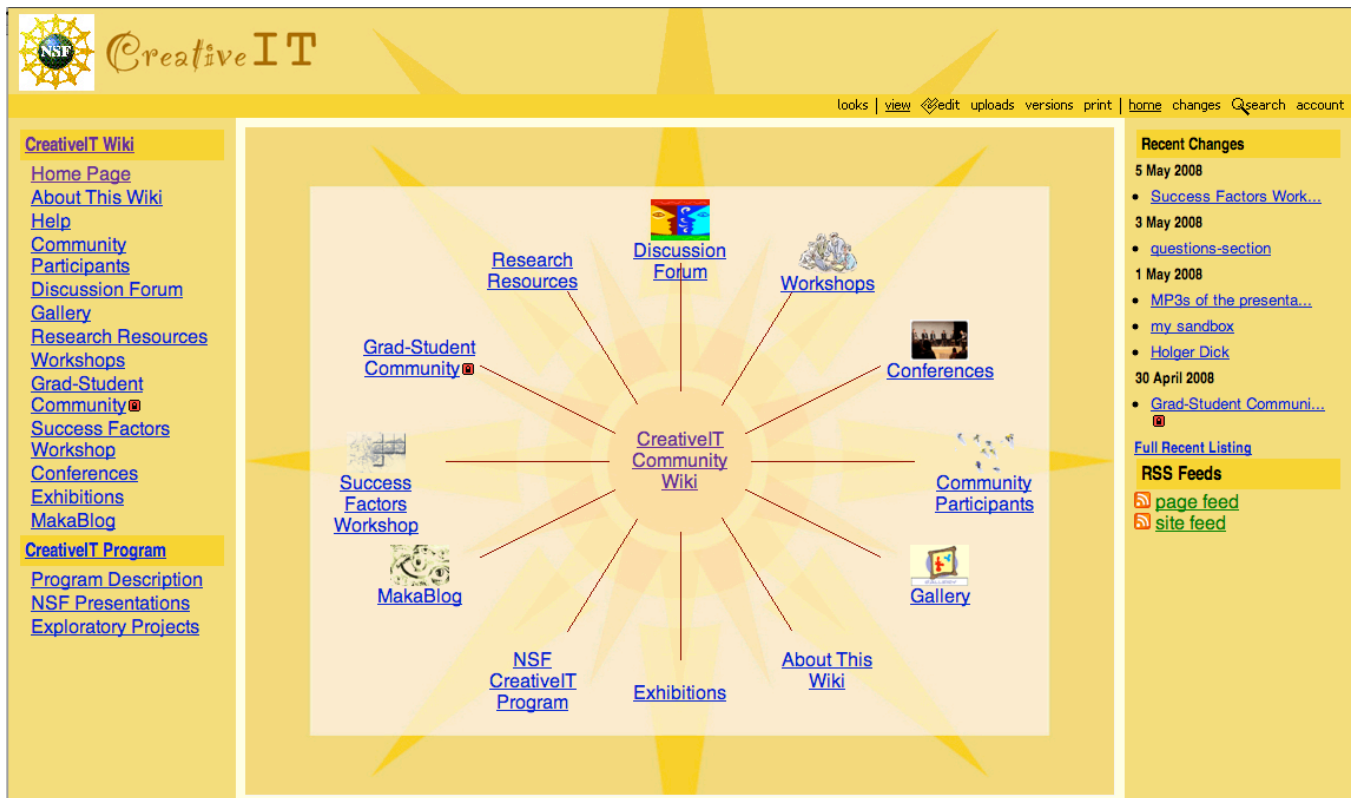 NSF
CreativeIT
looks | view edit uploads versions print | home changes search account
CreativeIT Wiki
Home Page
About This Wiki
Help
Community
Participants
Discussion Forum
Gallery
Research Resources
Workshops
Grad-Student
Community
Success Factors
Workshop
Conferences
Exhibitions
MakaBlog
CreativeIT Program
Program Description
NSF Presentations
Exploratory Projects
Discussion
Forum
Research
Resources
Workshops
Grad-Student
Community
Conferences
CreativeIT
Community
Wiki
Success
Factors
Workshop
Community
Participants
MakaBlog
GALLERY
Gallery
NSF
CreativeIT
Program
Exhibitions
About This
Wiki
Recent Changes
5 May 2008
Success Factors Work...
3 May 2008
questions-section
1 May 2008
MP3s of the presenta...
my sandbox
Holger Dick
30 April 2008
Grad-Student Communi...
Full Recent Listing
RSS Feeds
page feed
site feed